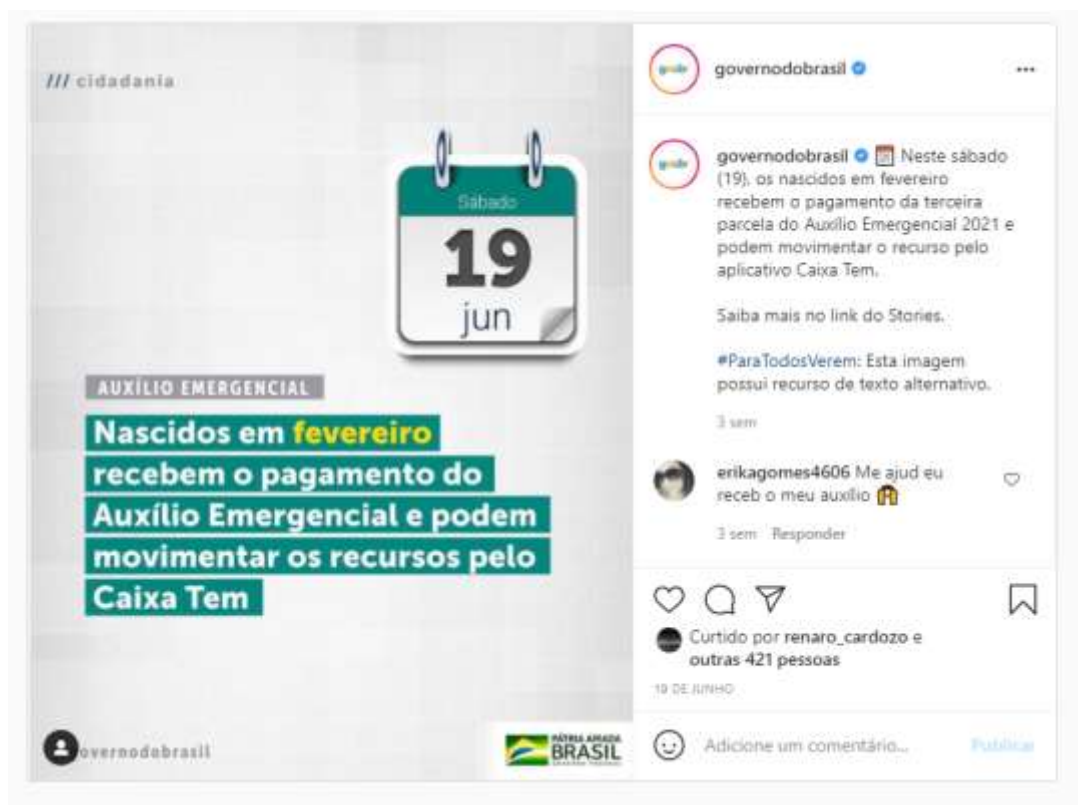 /// cidadania
Sábado
19
jun
AUXÍLIO EMERGENCIAL
Nascidos em fevereiro
recebem o pagamento do
Auxílio Emergencial e podem
movimentar os recursos pelo
Caixa Tem
overnodobrasil
PÁTRIA AMADA
BRASIL
GOVERNO FEDERAL
governodobrasil
governodobrasil Neste sábado
(19), os nascidos em fevereiro
recebem o pagamento da terceira
parcela do Auxílio Emergencial 2021 e
podem movimentar o recurso pelo
aplicativo Caixa Tem.
Saiba mais no link do Stories.
#ParaTodosVerem: Esta imagem
possui recurso de texto alternativo.
3 sem
erikagomes4606 Me ajud eu
receb o meu auxílio
3 sem Responder
Curtido por renaro_cardozo e
outras 421 pessoas
19 DE JUNHO
Adicione um comentário... Publicar